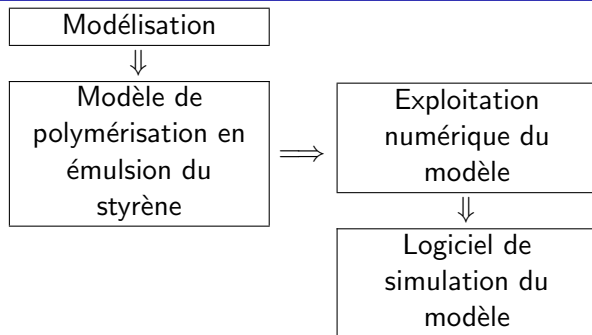 Modélisation
⇓
Modèle de
polymérisation en
émulsion du
styrène
⟹
Exploitation
numérique du
modèle
⇓
Logiciel de
simulation du
modèle